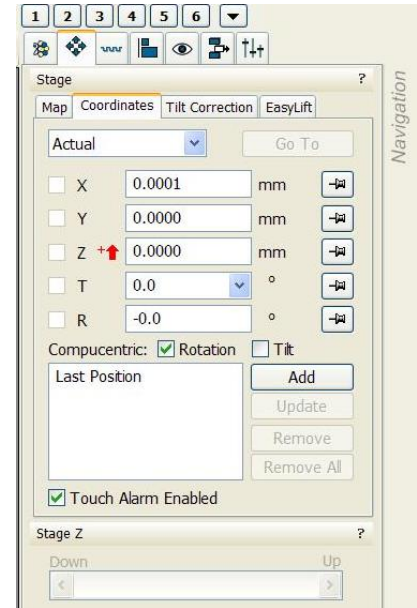 1 2 3 4 5 6
Stage ?
Map Coordinates Tilt Correction EasyLift
Actual Go To
X 0.0001 mm
Y 0.0000 mm
Z + 0.0000 mm
T 0.0 °
R -0.0 °
Compucentric: Rotation Tilt
Last Position Add
Update
Remove
Remove All
Touch Alarm Enabled
Stage Z ?
Down Up
< >
Navigation